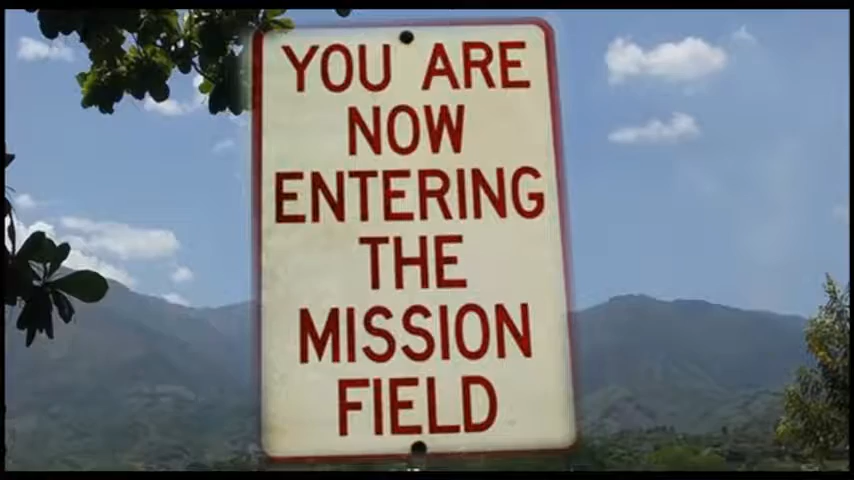 YOU ARE
NOW
ENTERING
THE
MISSION
FIELD